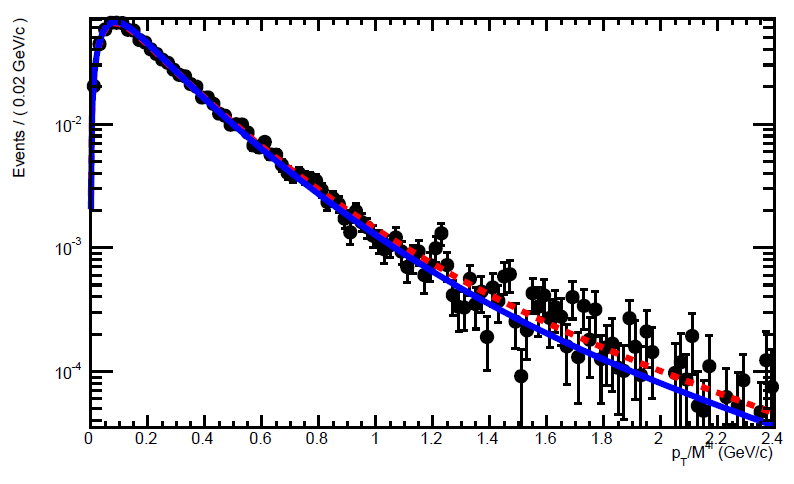 Events / ( 0.02 GeV/c )
10⁻²
10⁻³
10⁻⁴
0 0.2 0.4 0.6 0.8 1 1.2 1.4 1.6 1.8 2 2.2 2.4
p_T/M^{4l} (GeV/c)